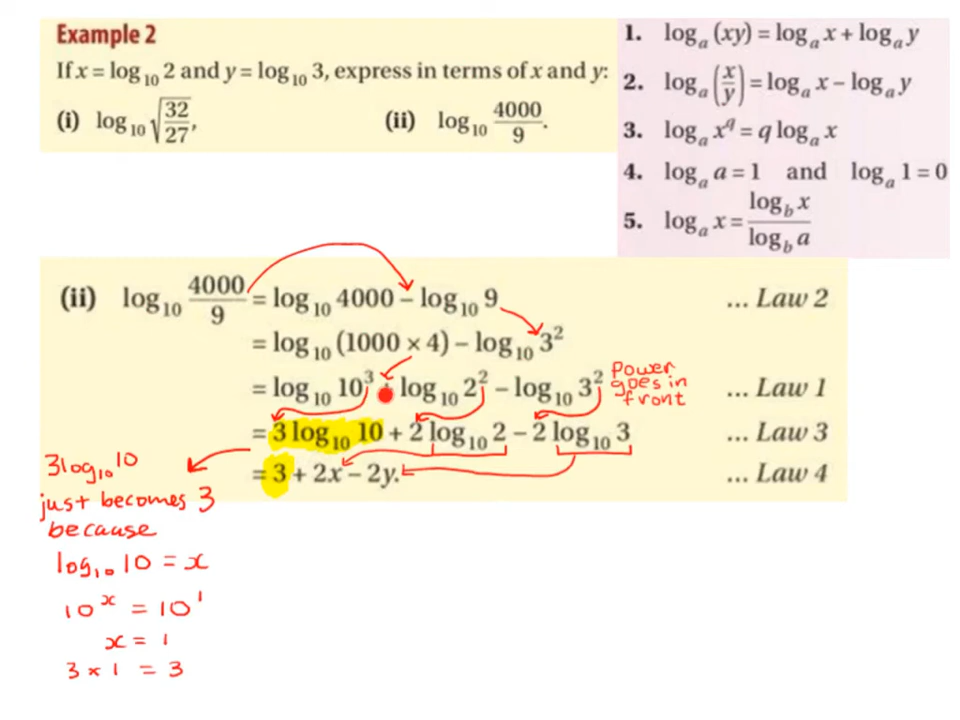 Example 2
If x = log₁₀ 2 and y = log₁₀ 3, express in terms of x and y:
(i) log₁₀ √(32/27),  (ii) log₁₀ 4000/9.
1. logₐ (xy) = logₐ x + logₐ y
2. logₐ (x/y) = logₐ x − logₐ y
3. logₐ x^q = q logₐ x
4. logₐ a = 1 and logₐ 1 = 0
5. logₐ x = log_b x / log_b a
(ii) log₁₀ 4000/9 = log₁₀ 4000 − log₁₀ 9 ... Law 2
= log₁₀ (1000 × 4) − log₁₀ 3²
= log₁₀ 10³ log₁₀ 2² − log₁₀ 3² ... Law 1
Power
goes in
front
= 3 log₁₀ 10 + 2 log₁₀ 2 − 2 log₁₀ 3 ... Law 3
= 3 + 2x − 2y. ... Law 4
3log₁₀10
just becomes 3
because
log₁₀ 10 = x
10^x = 10¹
x = 1
3 × 1 = 3